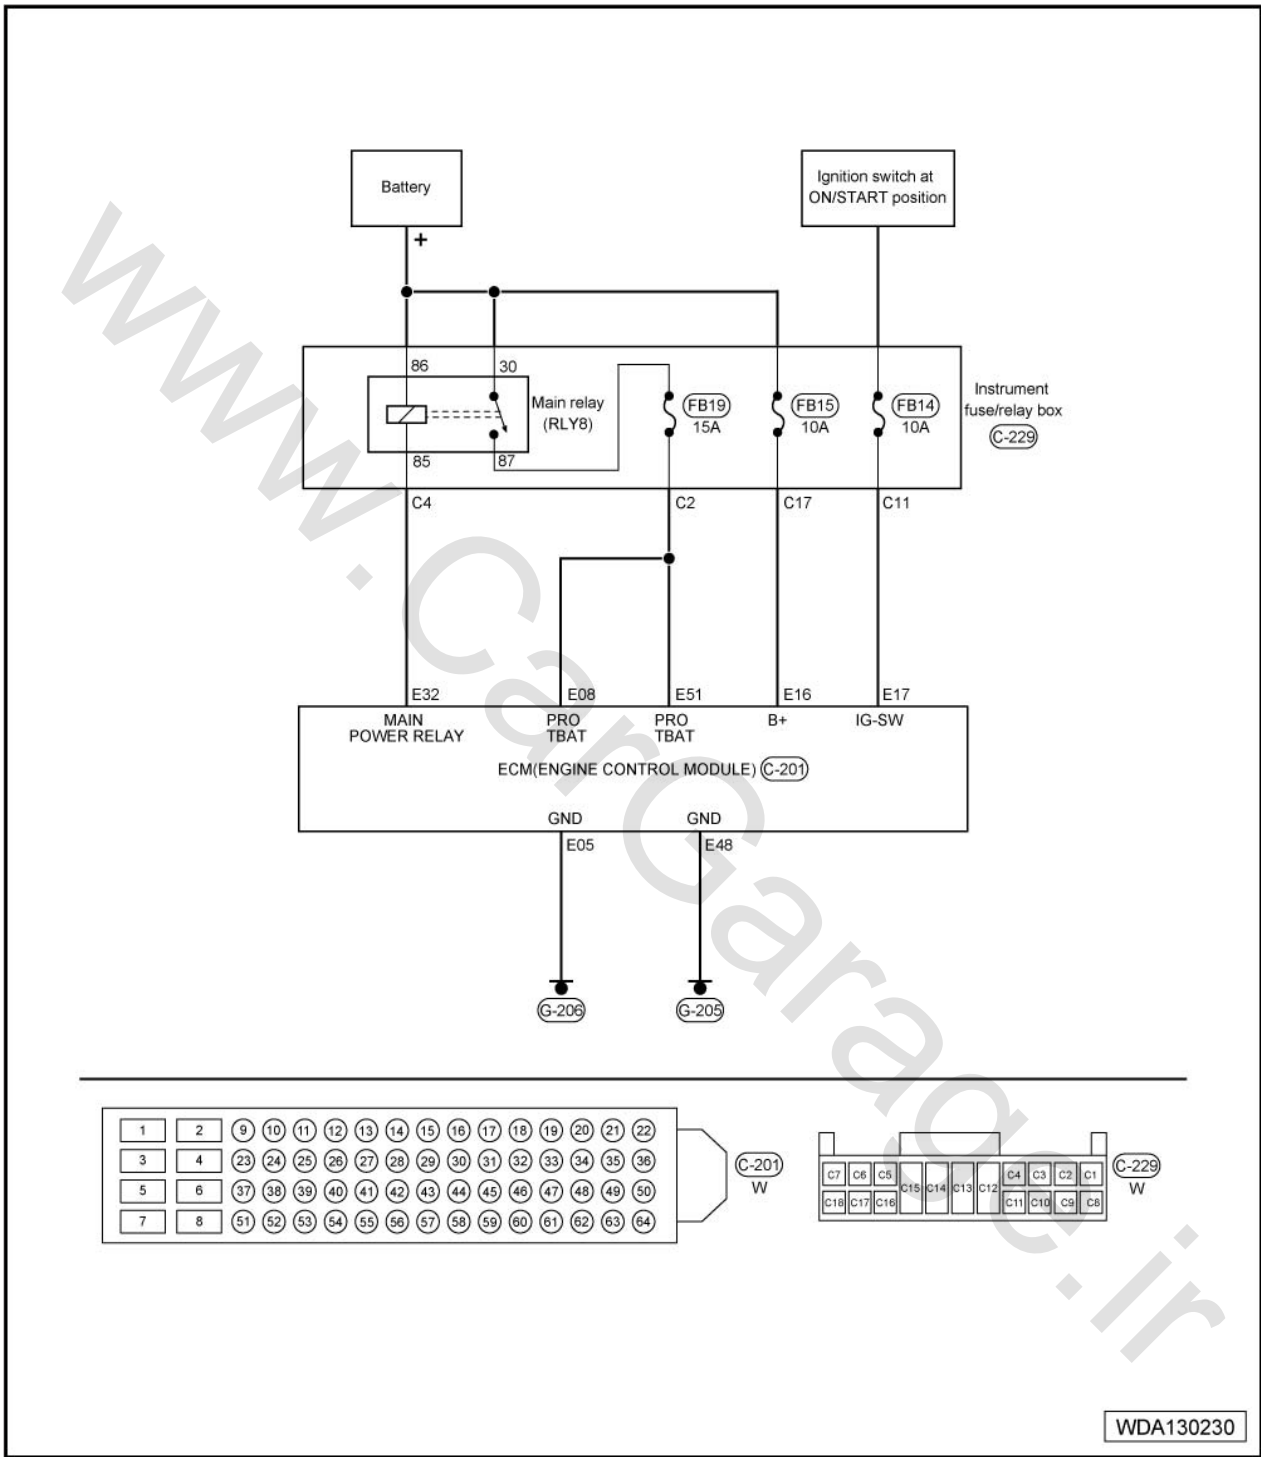 Battery
+
Ignition switch at
ON/START position
86
30
Main relay
(RLY8)
FB19
15A
FB15
10A
FB14
10A
Instrument
fuse/relay box
C-229
85
87
C4
C2
C17
C11
E32
E08
E51
E16
E17
MAIN
POWER RELAY
PRO
TBAT
PRO
TBAT
B+
IG-SW
ECM(ENGINE CONTROL MODULE) C-201
GND
GND
E05
E48
G-206
G-205
1 2 9 10 11 12 13 14 15 16 17 18 19 20 21 22
3 4 23 24 25 26 27 28 29 30 31 32 33 34 35 36
5 6 37 38 39 40 41 42 43 44 45 46 47 48 49 50
7 8 51 52 53 54 55 56 57 58 59 60 61 62 63 64
C-201
W
C7 C6 C5 C4 C3 C2 C1
C15 C14 C13 C12
C18 C17 C16 C11 C10 C9 C8
C-229
W
www.CarGarage.ir
WDA130230